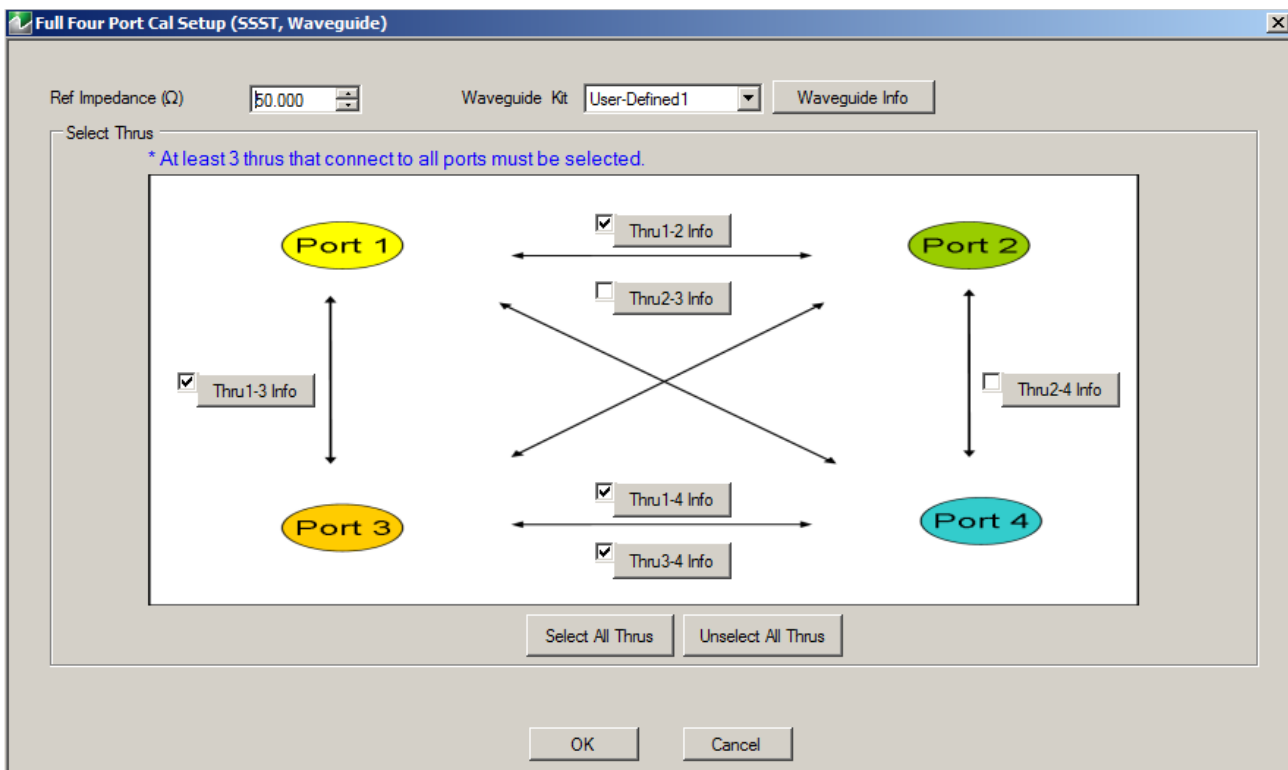 Full Four Port Cal Setup (SSST, Waveguide)
Ref Impedance (Ω) 50.000 Waveguide Kit User-Defined1 Waveguide Info
Select Thrus
* At least 3 thrus that connect to all ports must be selected.
Thru1-2 Info
Port 1 Port 2
Thru2-3 Info
Thru1-3 Info Thru2-4 Info
Thru1-4 Info
Port 3 Port 4
Thru3-4 Info
Select All Thrus Unselect All Thrus
OK Cancel